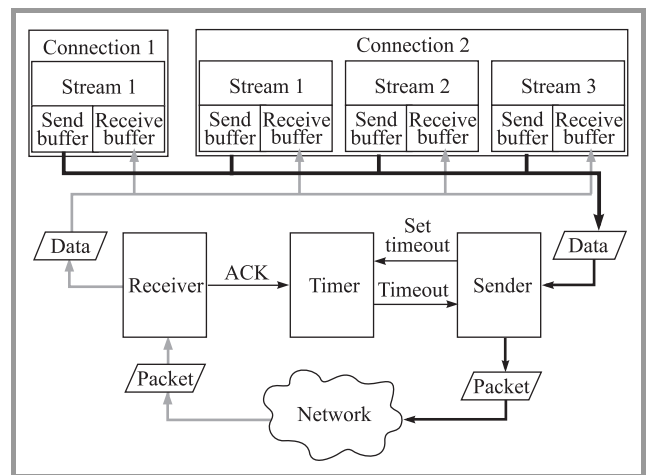 Connection 1
Connection 2
Stream 1
Stream 1
Stream 2
Stream 3
Send
buffer
Receive
buffer
Send
buffer
Receive
buffer
Send
buffer
Receive
buffer
Send
buffer
Receive
buffer
Data
Receiver
ACK
Timer
Set
timeout
Timeout
Sender
Data
Packet
Network
Packet